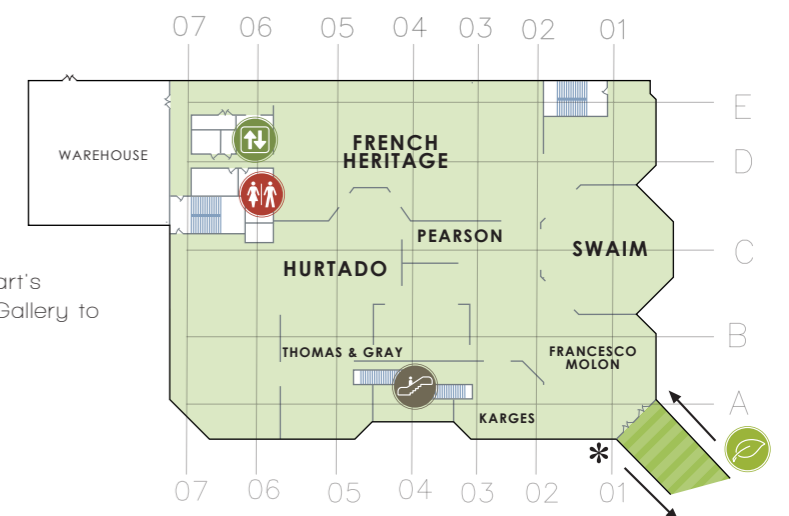 07 06 05 04 03 02 01
E
WAREHOUSE
FRENCH
HERITAGE
D
PEARSON
SWAIM
C
HURTADO
art's
Gallery to
B
THOMAS & GRAY
FRANCESCO
MOLON
A
KARGES
*
07 06 05 04 03 02 01